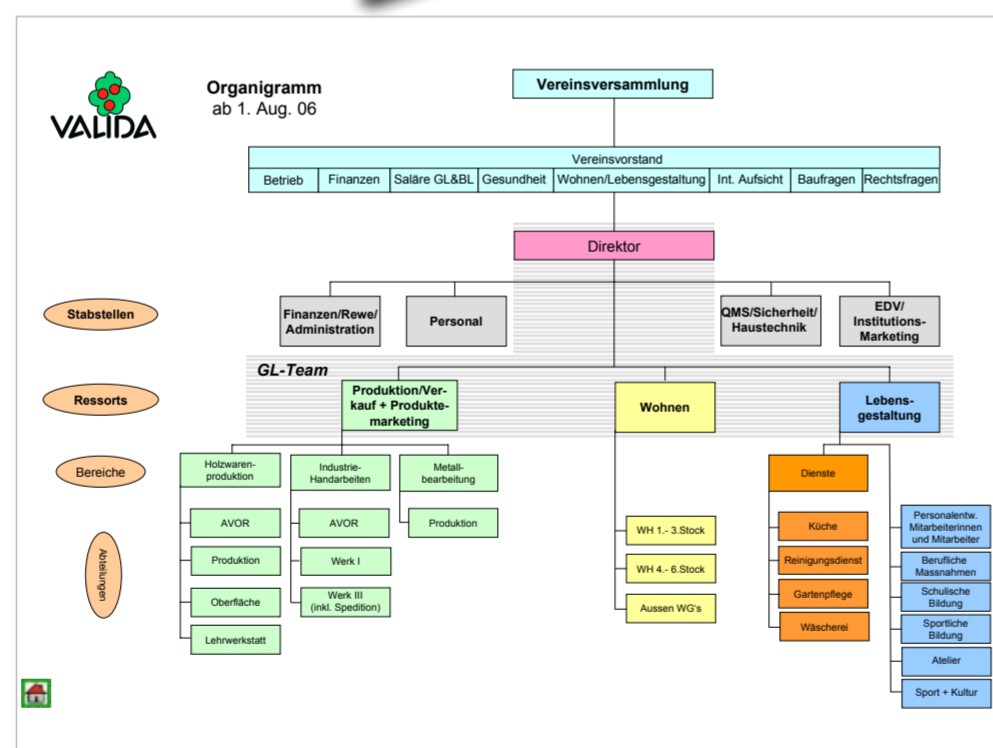 VALIDA
Organigramm
ab 1. Aug. 06
Vereinsversammlung
Vereinsvorstand
Betrieb
Finanzen
Saläre GL&BL
Gesundheit
Wohnen/Lebensgestaltung
Int. Aufsicht
Baufragen
Rechtsfragen
Direktor
Stabstellen
Finanzen/Rewe/
Administration
Personal
QMS/Sicherheit/
Haustechnik
EDV/
Institutions-
Marketing
GL-Team
Ressorts
Produktion/Ver-
kauf + Produkte-
marketing
Wohnen
Lebens-
gestaltung
Bereiche
Holzwaren-
produktion
Industrie-
Handarbeiten
Metall-
bearbeitung
Dienste
Abteilungen
AVOR
Produktion
Oberfläche
Lehrwerkstatt
AVOR
Werk I
Werk III
(inkl. Spedition)
Produktion
WH 1.- 3.Stock
WH 4.- 6.Stock
Aussen WG's
Küche
Reinigungsdienst
Gartenpflege
Wäscherei
Personalentw.
Mitarbeiterinnen
und Mitarbeiter
Berufliche
Massnahmen
Schulische
Bildung
Sportliche
Bildung
Atelier
Sport + Kultur